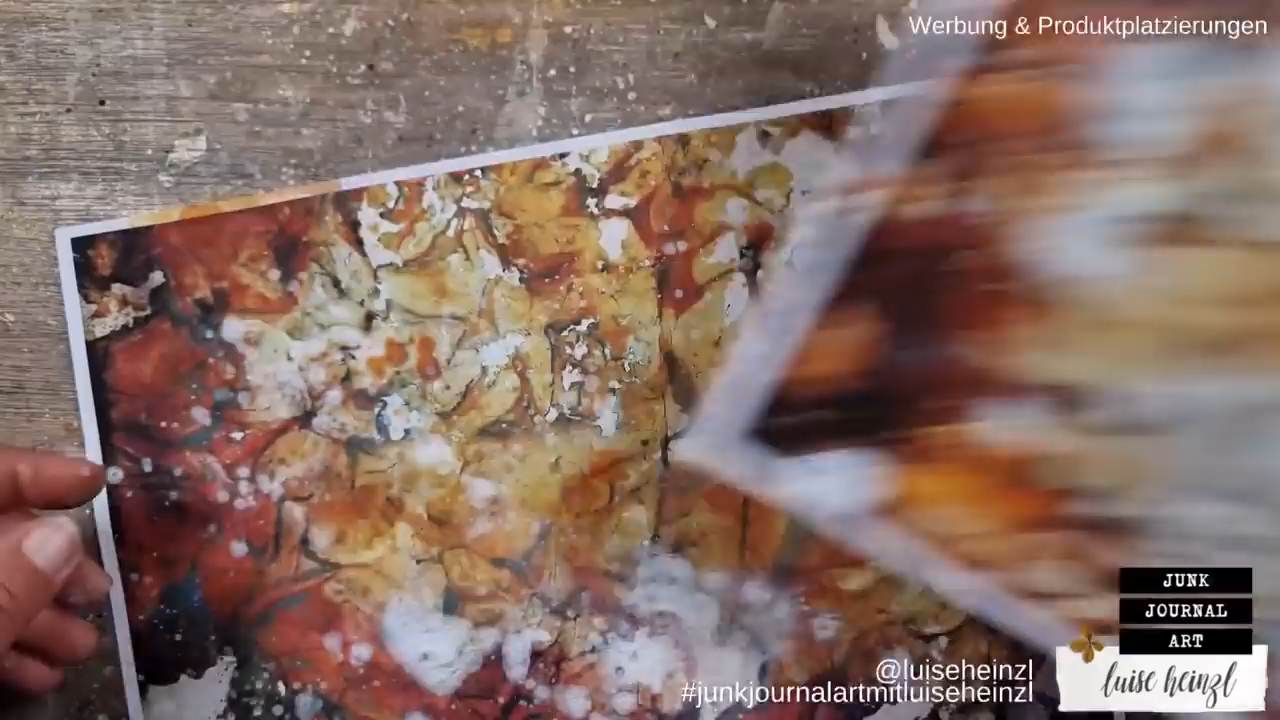 Werbung & Produktplatzierungen
JUNK
JOURNAL
ART
@luiseheinzl
#junkjournalartmitluiseheinzl
luise heinzl